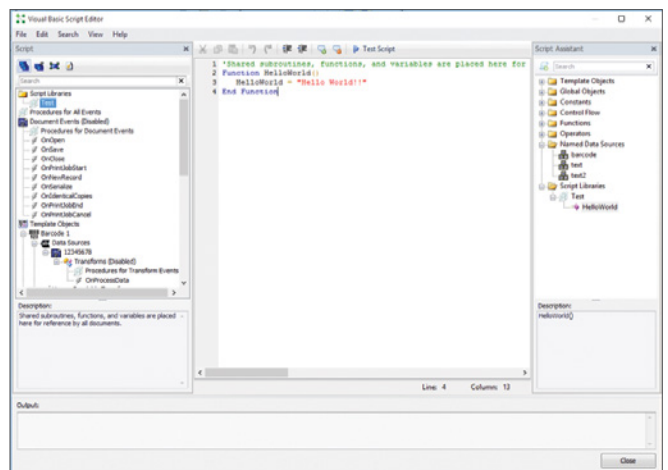 Visual Basic Script Editor
File Edit Search View Help
Script
Test Script
Script Assistant
Search
Search
Script Libraries
Test
Procedures for All Events
Document Events (Disabled)
Procedures for Document Events
OnOpen
OnSave
OnClose
OnPrintJobStart
OnNewRecord
OnSerialize
OnIdenticalCopies
OnPrintJobEnd
OnPrintJobCancel
Template Objects
Barcode 1
Data Sources
12345678
Transforms (Disabled)
Procedures for Transform Events
OnProcessData
Description:
Shared subroutines, functions, and variables are placed
here for reference by all documents.
1 'Shared subroutines, functions, and variables are placed here for
2 Function HelloWorld()
3 HelloWorld = "Hello World!!"
4 End Function
Line: 4 Column: 13
Template Objects
Global Objects
Constants
Control Flow
Functions
Operators
Named Data Sources
barcode
text
text2
Script Libraries
Test
HelloWorld
Description:
HelloWorld()
Output:
Close